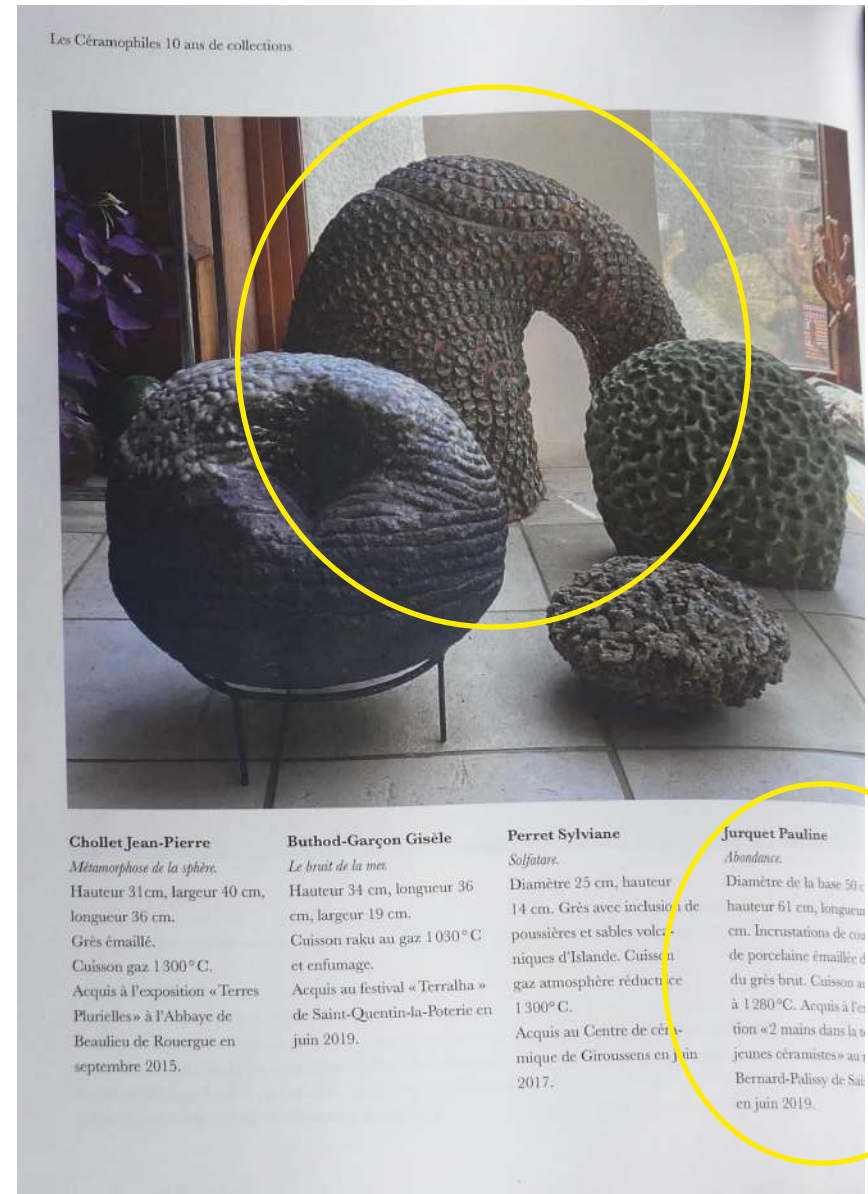 Les Céramophiles 10 ans de collections
Chollet Jean-Pierre
Métamorphose de la sphère.
Hauteur 31cm, largeur 40 cm,
longueur 36 cm.
Grès émaillé.
Cuisson gaz 1 300° C.
Acquis à l'exposition « Terres
Plurielles » à l'Abbaye de
Beaulieu de Rouergue en
septembre 2015.
Buthod-Garçon Gisèle
Le bruit de la mer.
Hauteur 34 cm, longueur 36
cm, largeur 19 cm.
Cuisson raku au gaz 1 030° C
et enfumage.
Acquis au festival « Terralha »
de Saint-Quentin-la-Poterie en
juin 2019.
Perret Sylviane
Solfatare.
Diamètre 25 cm, hauteur
14 cm. Grès avec inclusion de
poussières et sables volca-
niques d'Islande. Cuisson
gaz atmosphère réductrice
1 300° C.
Acquis au Centre de céra-
mique de Giroussens en juin
2017.
Jurquet Pauline
Abondance.
Diamètre de la base 50
hauteur 61 cm, longueur
cm. Incrustations de
de porcelaine émaillée
du grès brut. Cuisson
à 1 280°C. Acquis à
tion « 2 mains dans la
jeunes céramistes » au
Bernard-Palissy de
en juin 2019.